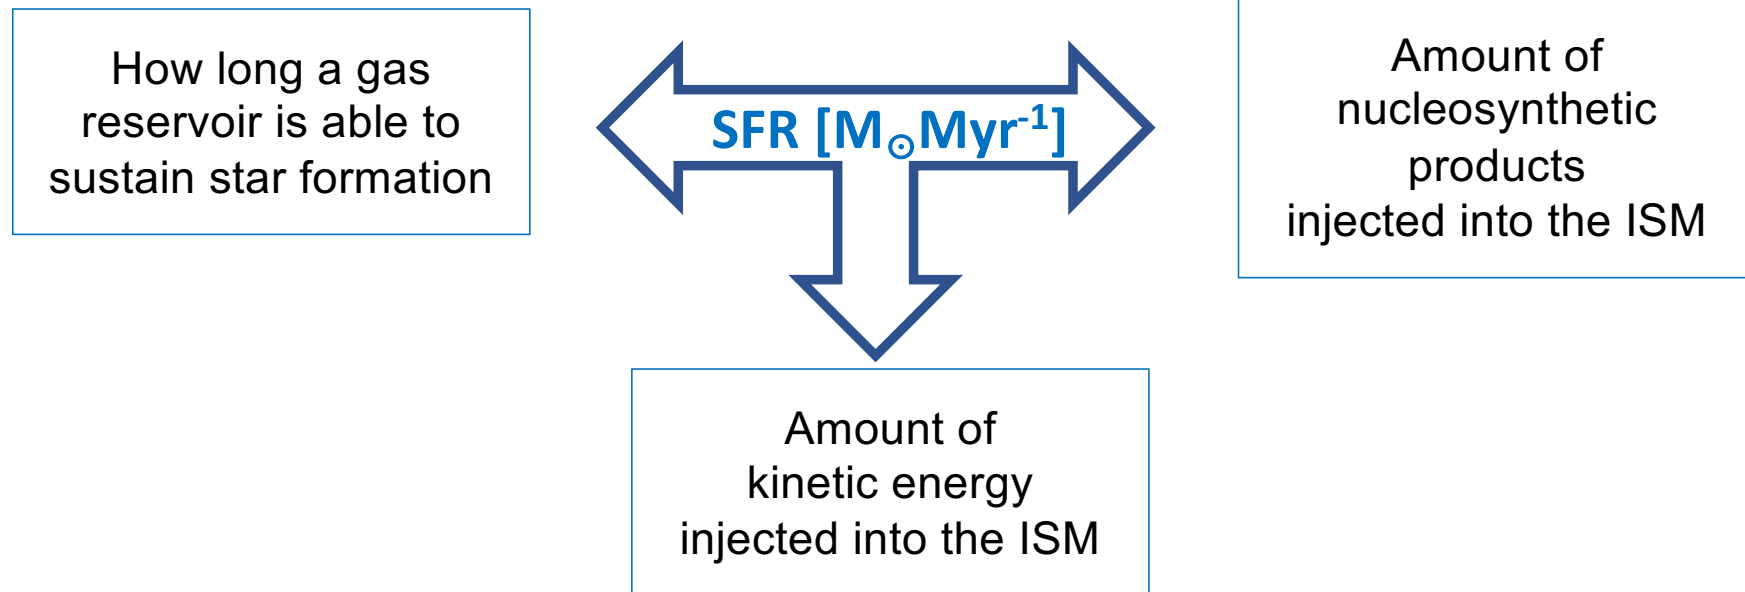 How long a gas
reservoir is able to
sustain star formation
SFR [M⊙Myr⁻¹]
Amount of
nucleosynthetic
products
injected into the ISM
Amount of
kinetic energy
injected into the ISM